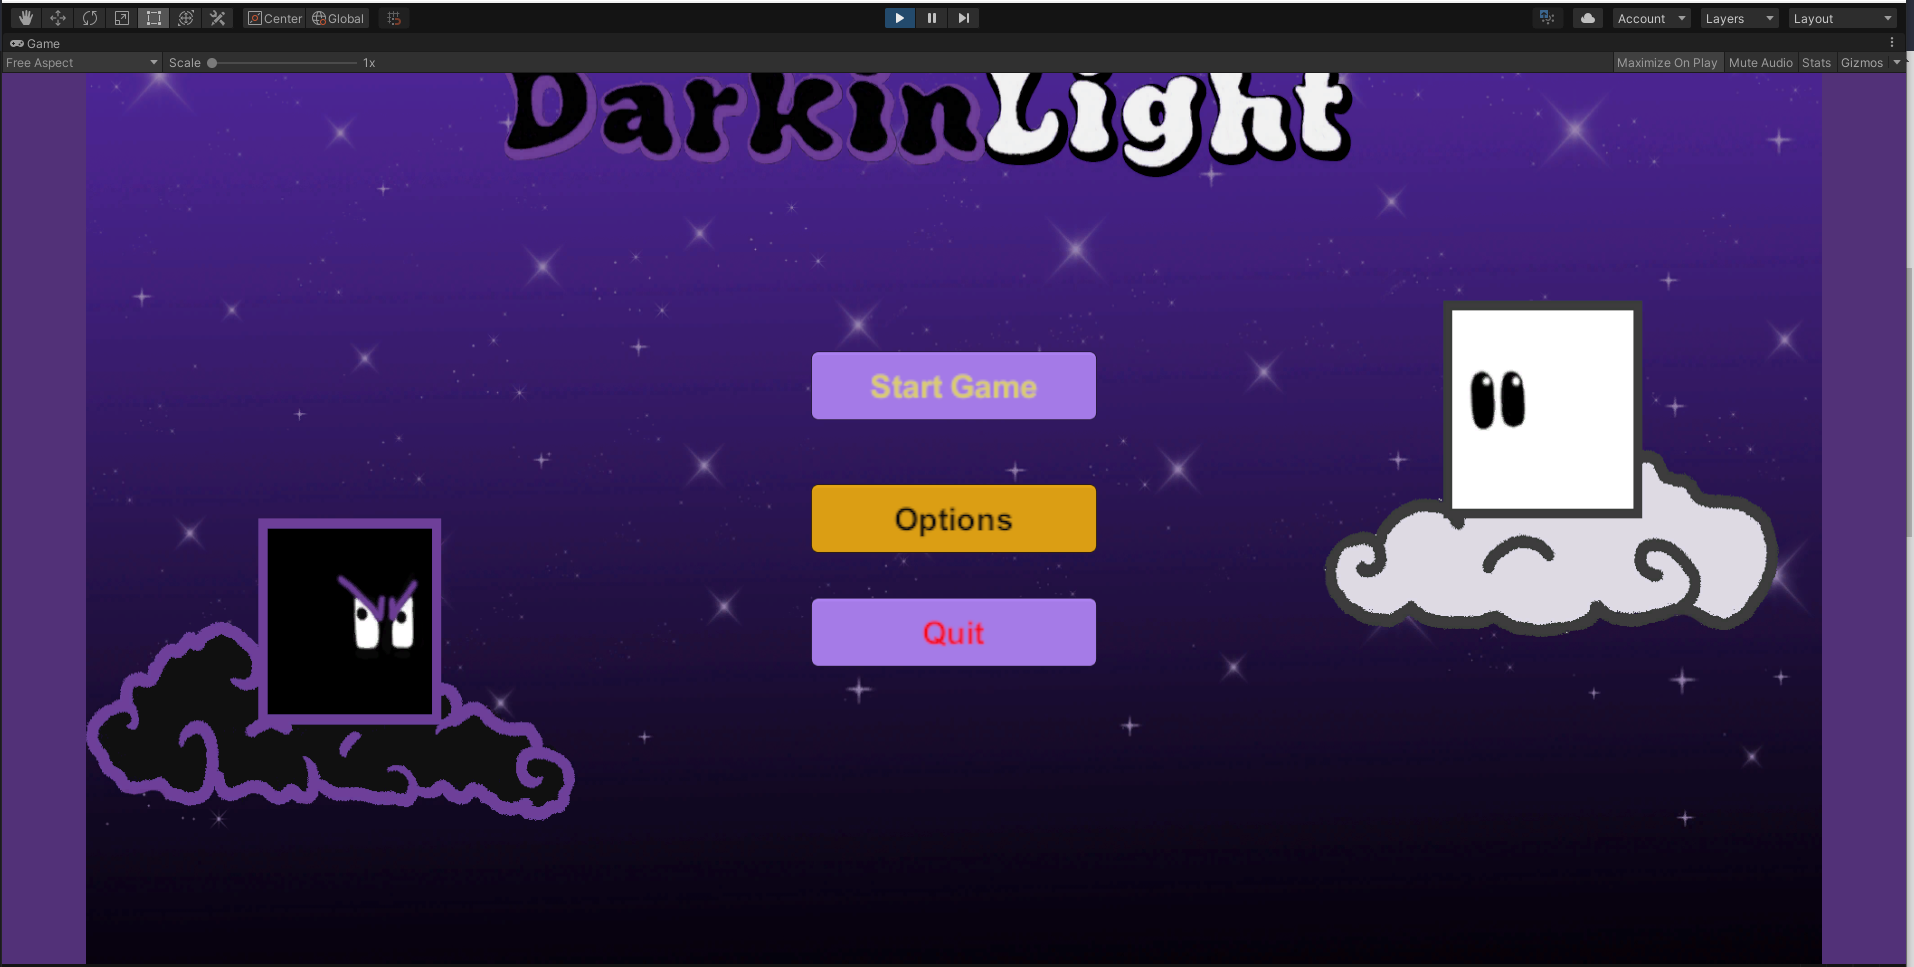 Center Global Account Layers Layout
Game
Free Aspect Scale 1x Maximize On Play Mute Audio Stats Gizmos
DarkinLight
Start Game
Options
Quit